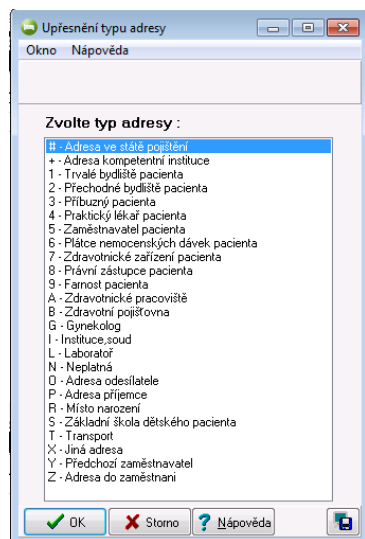 Upřesnění typu adresy
Okno Nápověda
Zvolte typ adresy :
# - Adresa ve státě pojištění
+ - Adresa kompetentní instituce
1 - Trvalé bydliště pacienta
2 - Přechodné bydliště pacienta
3 - Příbuzný pacienta
4 - Praktický lékař pacienta
5 - Zaměstnavatel pacienta
6 - Plátce nemocenských dávek pacienta
7 - Zdravotnické zařízení pacienta
8 - Právní zástupce pacienta
9 - Farnost pacienta
A - Zdravotnické pracoviště
B - Zdravotní pojišťovna
G - Gynekolog
I - Instituce,soud
L - Laboratoř
N - Neplatná
O - Adresa odesílatele
P - Adresa příjemce
R - Místo narození
S - Základní škola dětského pacienta
T - Transport
X - Jiná adresa
Y - Předchozí zaměstnavatel
Z - Adresa do zaměstnani
OK Storno Nápověda